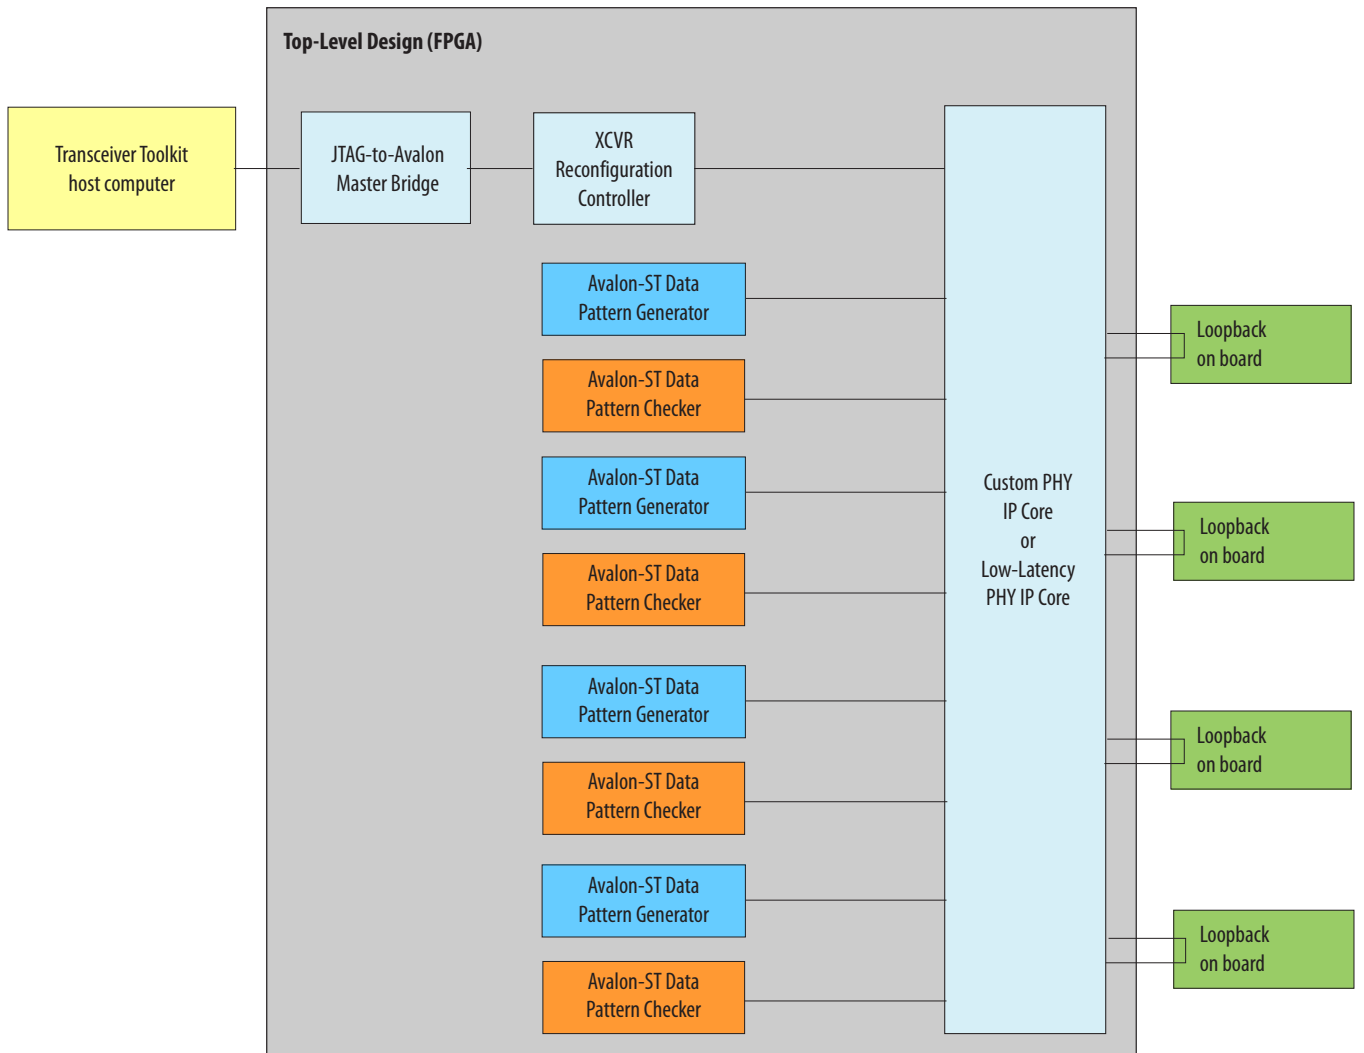 Top-Level Design (FPGA)
Transceiver Toolkit
host computer
JTAG-to-Avalon
Master Bridge
XCVR
Reconfiguration
Controller
Avalon-ST Data
Pattern Generator
Avalon-ST Data
Pattern Checker
Avalon-ST Data
Pattern Generator
Avalon-ST Data
Pattern Checker
Avalon-ST Data
Pattern Generator
Avalon-ST Data
Pattern Checker
Avalon-ST Data
Pattern Generator
Avalon-ST Data
Pattern Checker
Custom PHY
IP Core
or
Low-Latency
PHY IP Core
Loopback
on board
Loopback
on board
Loopback
on board
Loopback
on board